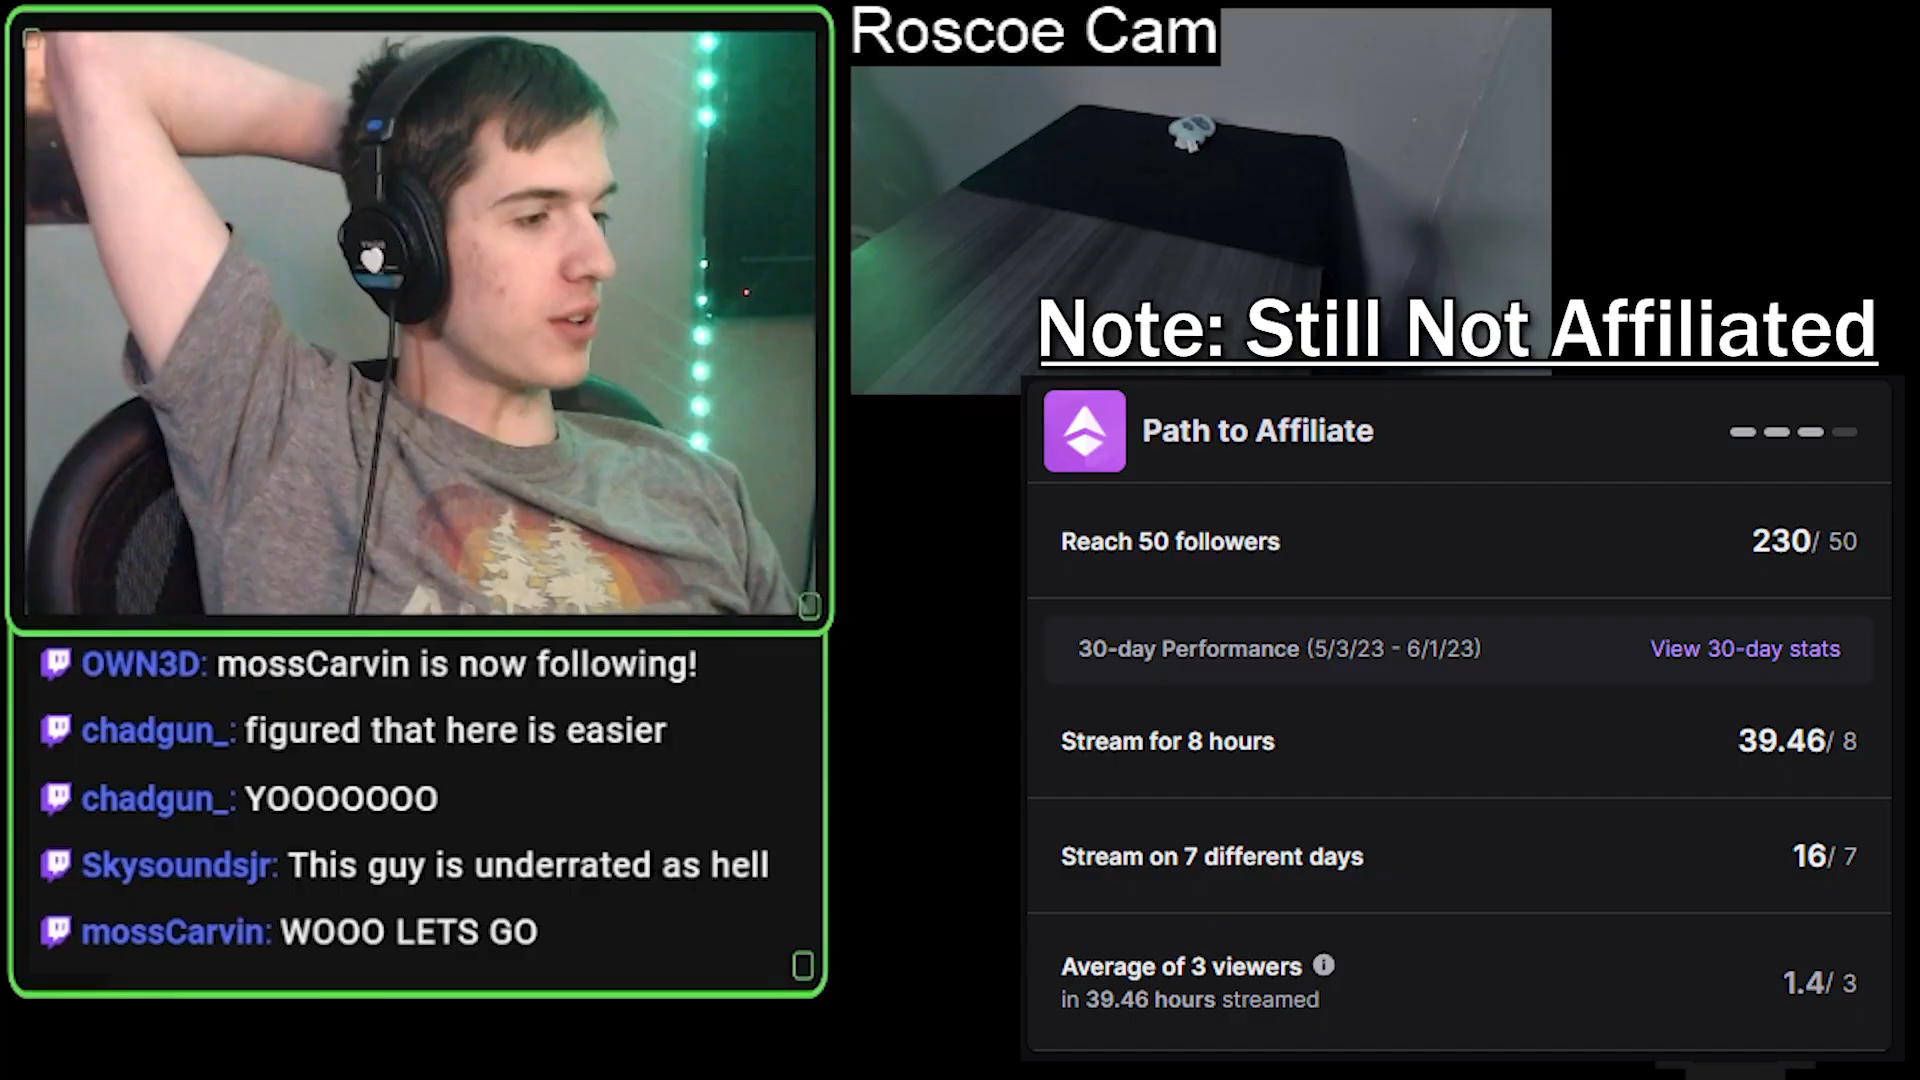 Roscoe Cam
Note: Still Not Affiliated
Path to Affiliate
Reach 50 followers
230/ 50
30-day Performance (5/3/23 - 6/1/23)
View 30-day stats
Stream for 8 hours
39.46/ 8
Stream on 7 different days
16/ 7
Average of 3 viewers
in 39.46 hours streamed
1.4/ 3
OWN3D: mossCarvin is now following!
chadgun_: figured that here is easier
chadgun_: YOOOOOOO
Skysoundsjr: This guy is underrated as hell
mossCarvin: WOOO LETS GO